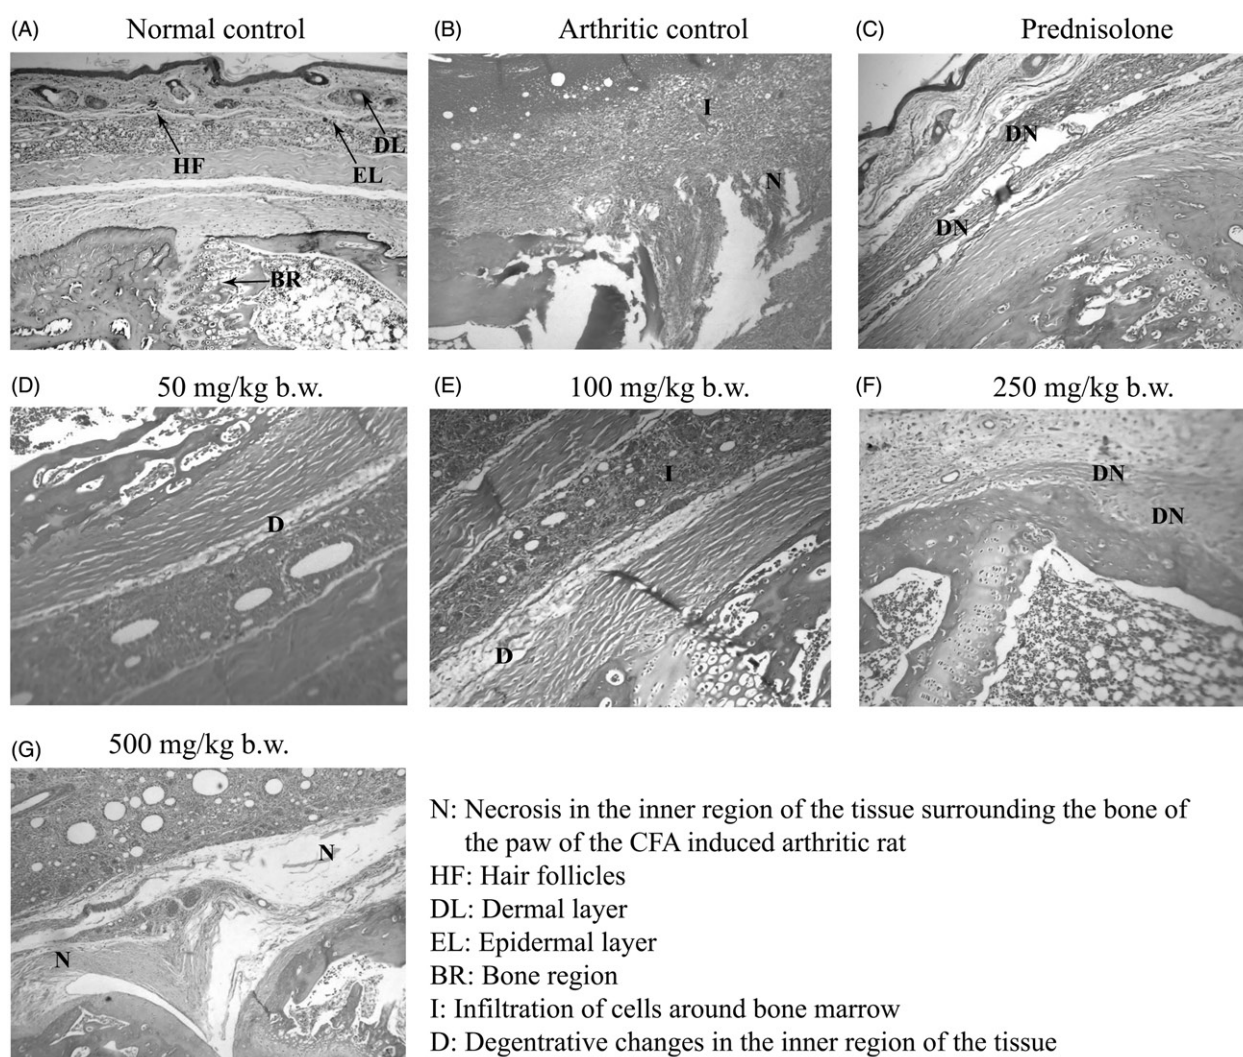 (A) Normal control
(B) Arthritic control
(C) Prednisolone
HF
EL
DL
BR
I
N
DN
DN
(D) 50 mg/kg b.w.
(E) 100 mg/kg b.w.
(F) 250 mg/kg b.w.
D
I
D
DN
DN
(G) 500 mg/kg b.w.
N
N
N: Necrosis in the inner region of the tissue surrounding the bone of
the paw of the CFA induced arthritic rat
HF: Hair follicles
DL: Dermal layer
EL: Epidermal layer
BR: Bone region
I: Infiltration of cells around bone marrow
D: Degentrative changes in the inner region of the tissue